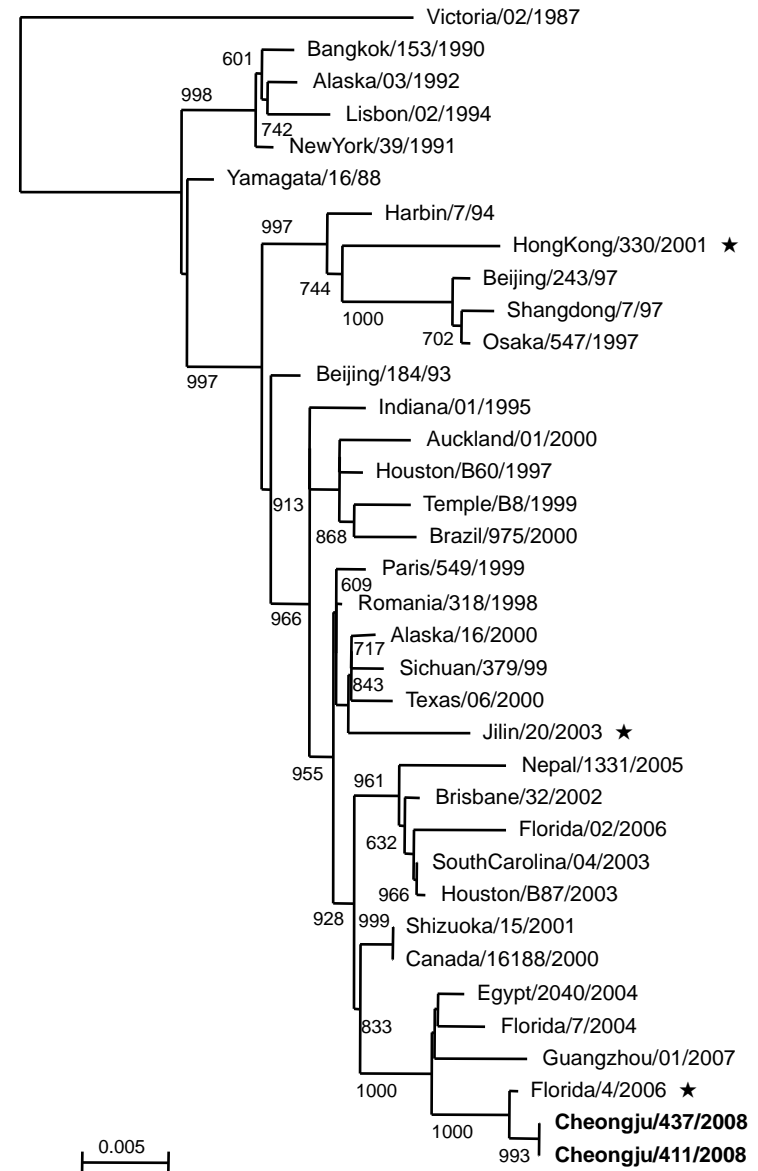 Victoria/02/1987
Bangkok/153/1990
601
Alaska/03/1992
998
Lisbon/02/1994
742
NewYork/39/1991
Yamagata/16/88
Harbin/7/94
997
HongKong/330/2001 ★
Beijing/243/97
744
Shangdong/7/97
1000
702
Osaka/547/1997
Beijing/184/93
997
Indiana/01/1995
Auckland/01/2000
Houston/B60/1997
Temple/B8/1999
913
Brazil/975/2000
868
Paris/549/1999
609
Romania/318/1998
966
Alaska/16/2000
717
Sichuan/379/99
843
Texas/06/2000
Jilin/20/2003 ★
Nepal/1331/2005
955
961
Brisbane/32/2002
Florida/02/2006
632
SouthCarolina/04/2003
966
Houston/B87/2003
928
999
Shizuoka/15/2001
Canada/16188/2000
Egypt/2040/2004
833
Florida/7/2004
Guangzhou/01/2007
1000
Florida/4/2006 ★
Cheongju/437/2008
1000
993
Cheongju/411/2008
0.005